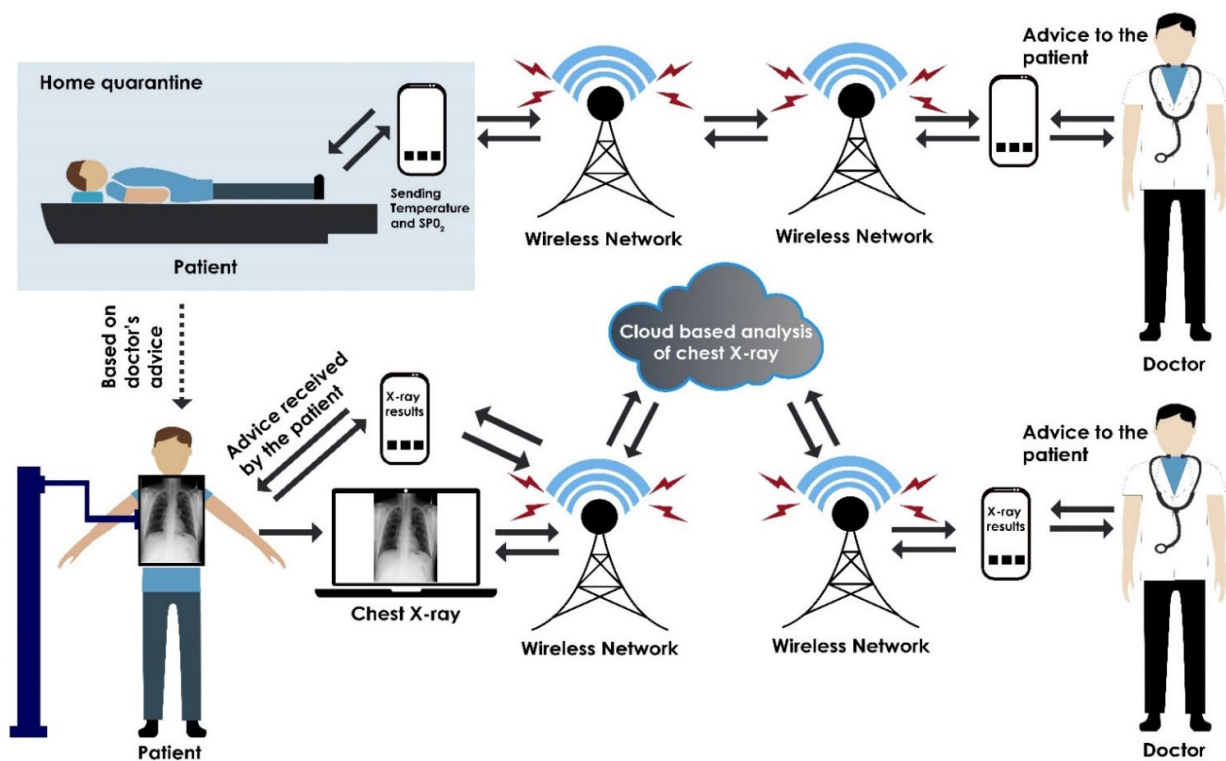 Home quarantine
Sending
Temperature
and SPO₂
Patient
Wireless Network
Wireless Network
Advice to the
patient
Doctor
Based on
doctor's
advice
Cloud based analysis
of chest X-ray
Advice received
by the patient
X-ray
results
Chest X-ray
Patient
Wireless Network
Wireless Network
X-ray
results
Advice to the
patient
Doctor